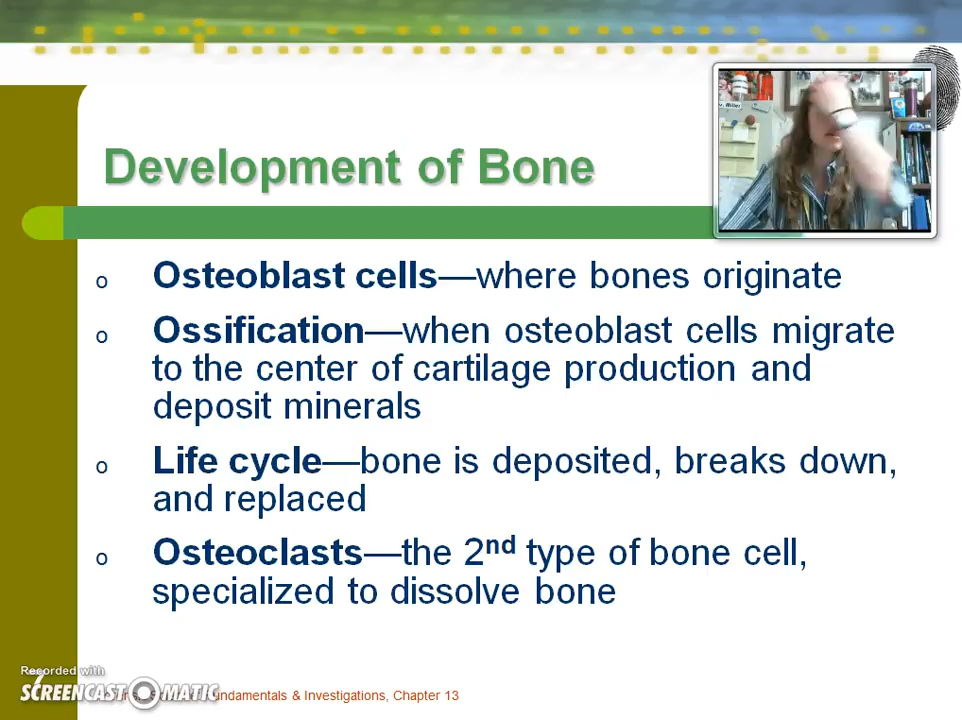 Development of Bone
o Osteoblast cells—where bones originate
o Ossification—when osteoblast cells migrate
to the center of cartilage production and
deposit minerals
o Life cycle—bone is deposited, breaks down,
and replaced
o Osteoclasts—the 2nd type of bone cell,
specialized to dissolve bone
Recorded with
SCREENCAST-O-MATIC
Fundamentals & Investigations, Chapter 13